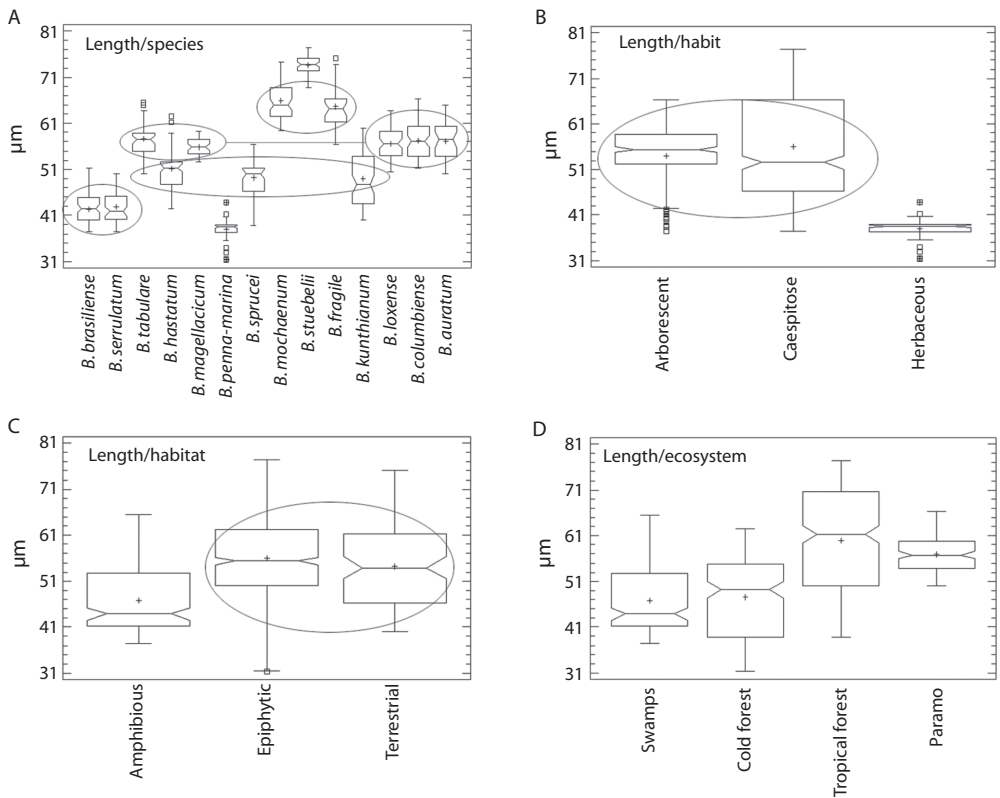 A
Length/species
81
71
61
51
41
31
µm
B. brasiliense
B. serrulatum
B. tabulare
B. hastatum
B. magellacicum
B. penna-marina
B. sprucei
B. mochaenum
B. stuebelii
B. fragile
B. kunthianum
B. loxense
B. columbiense
B. auratum
B
Length/habit
81
71
61
51
41
31
µm
Arborescent
Caespitose
Herbaceous
C
Length/habitat
81
71
61
51
41
31
µm
Amphibious
Epiphytic
Terrestrial
D
Length/ecosystem
81
71
61
51
41
31
µm
Swamps
Cold forest
Tropical forest
Paramo